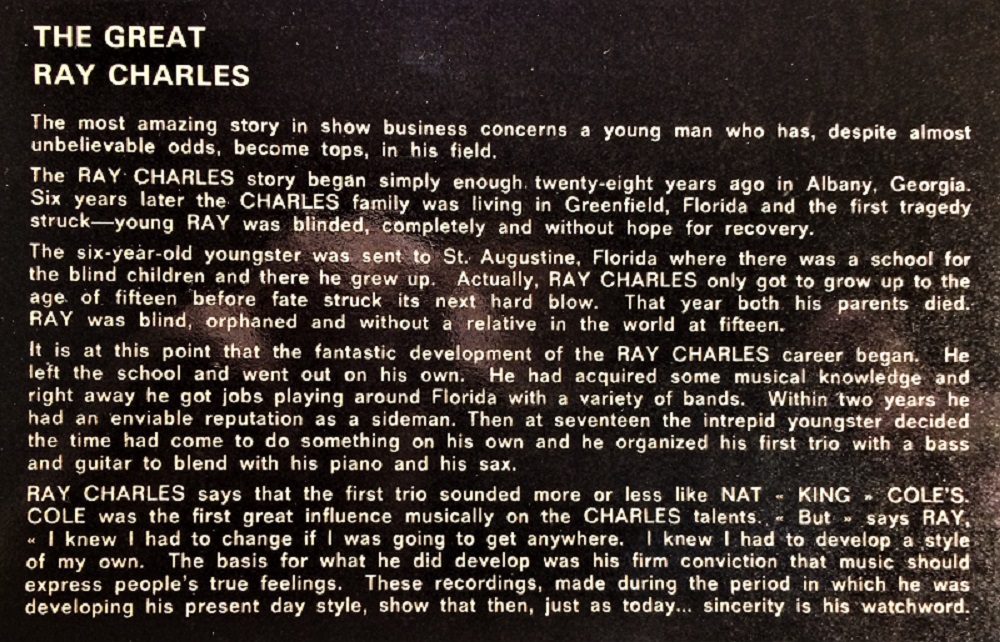 THE GREAT
RAY CHARLES
The most amazing story in show business concerns a young man who has, despite almost
unbelievable odds, become tops, in his field.
The RAY CHARLES story began simply enough twenty-eight years ago in Albany, Georgia.
Six years later the CHARLES family was living in Greenfield, Florida and the first tragedy
struck—young RAY was blinded, completely and without hope for recovery.
The six-year-old youngster was sent to St. Augustine, Florida where there was a school for
the blind children and there he grew up. Actually, RAY CHARLES only got to grow up to the
age of fifteen before fate struck its next hard blow. That year both his parents died.
RAY was blind, orphaned and without a relative in the world at fifteen.
It is at this point that the fantastic development of the RAY CHARLES career began. He
left the school and went out on his own. He had acquired some musical knowledge and
right away he got jobs playing around Florida with a variety of bands. Within two years he
had an enviable reputation as a sideman. Then at seventeen the intrepid youngster decided
the time had come to do something on his own and he organized his first trio with a bass
and guitar to blend with his piano and his sax.
RAY CHARLES says that the first trio sounded more or less like NAT « KING » COLE'S.
COLE was the first great influence musically on the CHARLES talents. « But » says RAY,
« I knew I had to change if I was going to get anywhere. I knew I had to develop a style
of my own. The basis for what he did develop was his firm conviction that music should
express people's true feelings. These recordings, made during the period in which he was
developing his present day style, show that then, just as today... sincerity is his watchword.